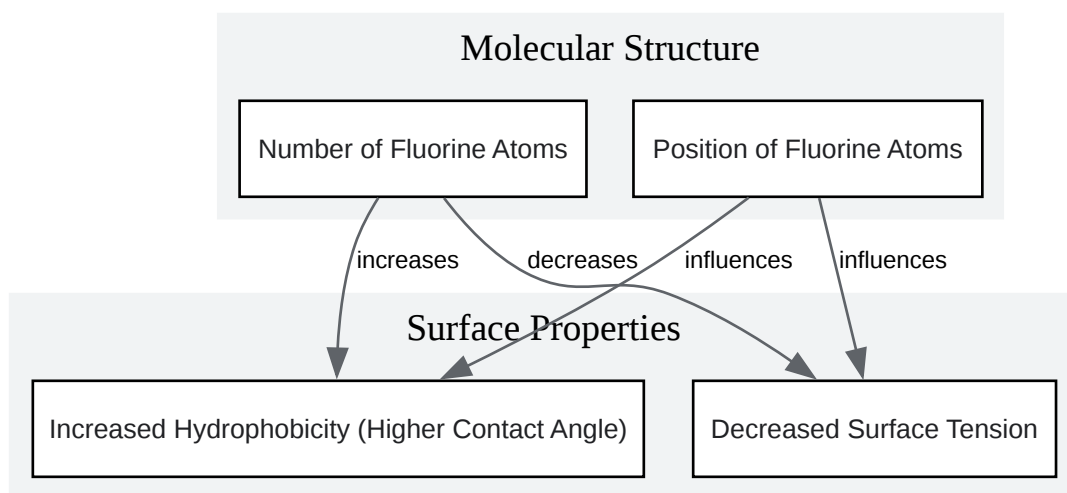 Molecular Structure
Number of Fluorine Atoms
Position of Fluorine Atoms
increases
decreases
influences
influences
Surface Properties
Increased Hydrophobicity (Higher Contact Angle)
Decreased Surface Tension